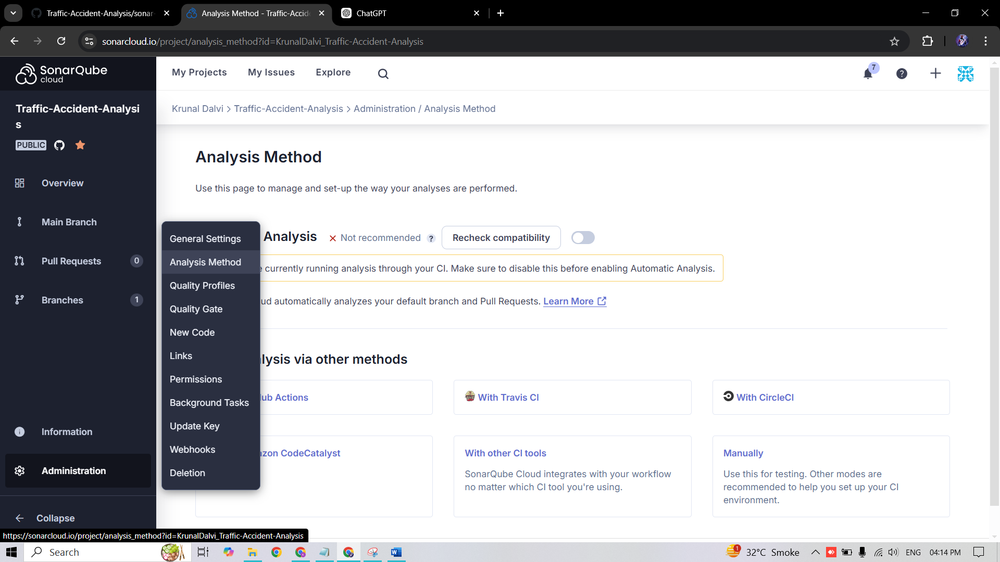 Traffic-Accident-Analysis/sonar-
Analysis Method - Traffic-Accide
ChatGPT
sonarcloud.io/project/analysis_method?id=KrunalDalvi_Traffic-Accident-Analysis
SonarQube
cloud
My Projects
My Issues
Explore
7
?
Traffic-Accident-Analysi
s
PUBLIC
Krunal Dalvi > Traffic-Accident-Analysis > Administration / Analysis Method
Overview
Main Branch
Pull Requests 0
Branches 1
Information
Administration
Collapse
General Settings
Analysis Method
Quality Profiles
Quality Gate
New Code
Links
Permissions
Background Tasks
Update Key
Webhooks
Deletion
Analysis Method
Use this page to manage and set-up the way your analyses are performed.
Analysis
Not recommended
?
Recheck compatibility
currently running analysis through your CI. Make sure to disable this before enabling Automatic Analysis.
ud automatically analyzes your default branch and Pull Requests. Learn More
lysis via other methods
ub Actions
With Travis CI
With CircleCI
zon CodeCatalyst
With other CI tools
SonarQube Cloud integrates with your workflow
no matter which CI tool you're using.
Manually
Use this for testing. Other modes are
recommended to help you set up your CI
environment.
https://sonarcloud.io/project/analysis_method?id=KrunalDalvi_Traffic-Accident-Analysis
Search
1
32°C Smoke
ENG
04:14 PM